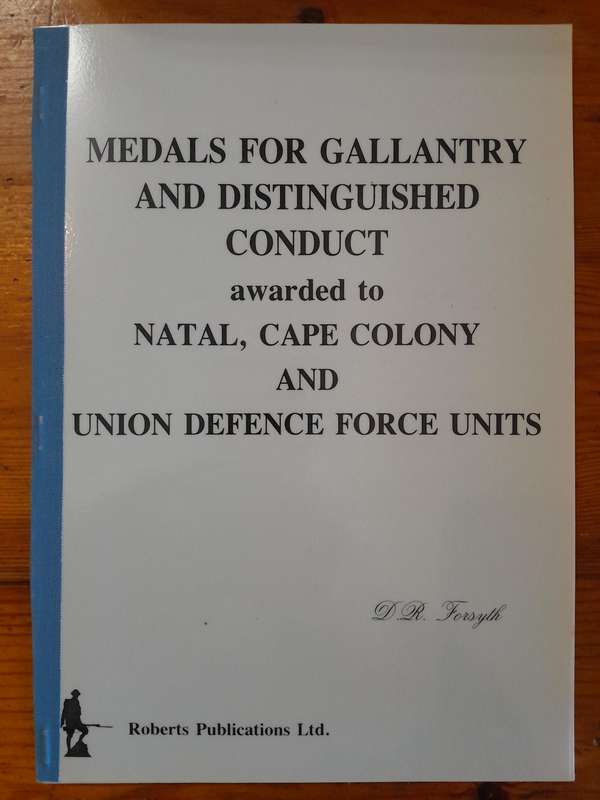 MEDALS FOR GALLANTRY
AND DISTINGUISHED
CONDUCT
awarded to
NATAL, CAPE COLONY
AND
UNION DEFENCE FORCE UNITS
D.R. Forsyth
Roberts Publications Ltd.